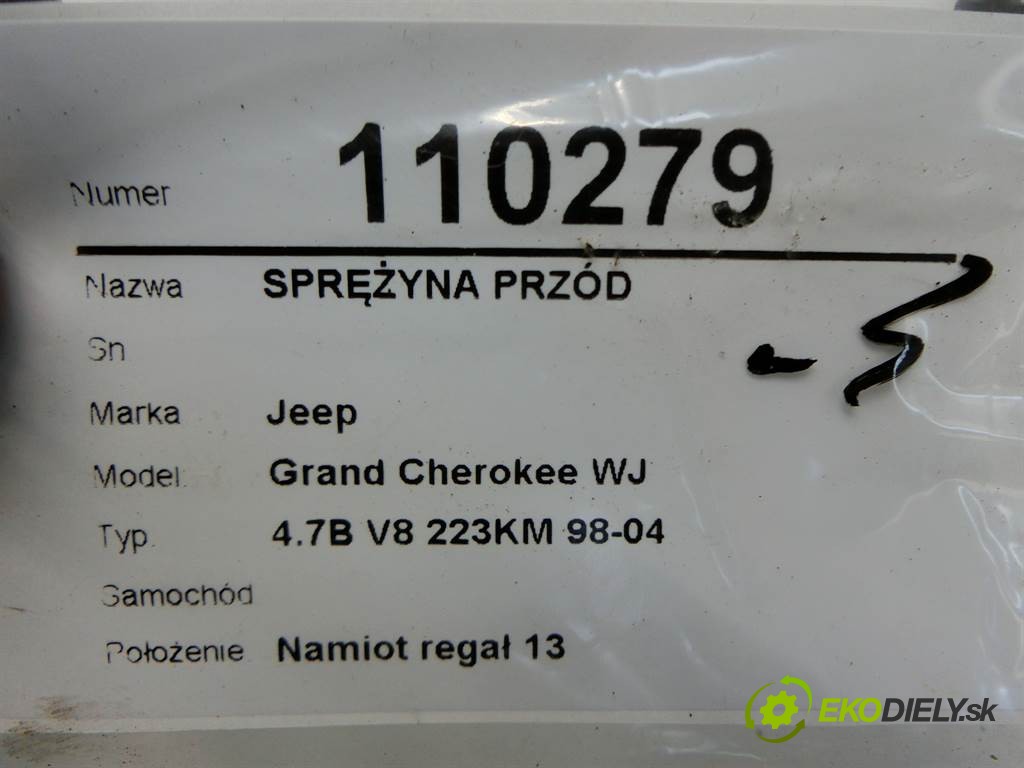 Numer 110279
Nazwa SPRĘŻYNA PRZÓD
Sn
Marka Jeep
Model Grand Cherokee WJ
Typ 4.7B V8 223KM 98-04
Samochód
Położenie Namiot regał 13
EKODIELY.sk